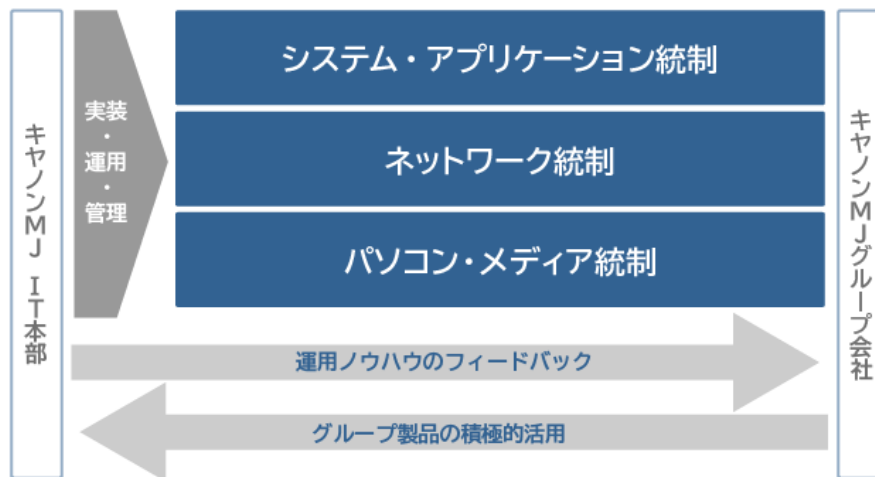 キヤノンMJ IT本部
実装
・
運用
・
管理
システム・アプリケーション統制
ネットワーク統制
パソコン・メディア統制
運用ノウハウのフィードバック
グループ製品の積極的活用
キヤノンMJグループ会社